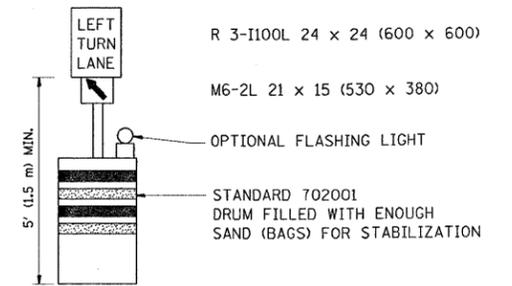 LEFT
TURN
LANE
R 3-I100L 24 x 24 (600 x 600)
M6-2L 21 x 15 (530 x 380)
OPTIONAL FLASHING LIGHT
5' (1.5 m) MIN.
STANDARD 702001
DRUM FILLED WITH ENOUGH
SAND (BAGS) FOR STABILIZATION